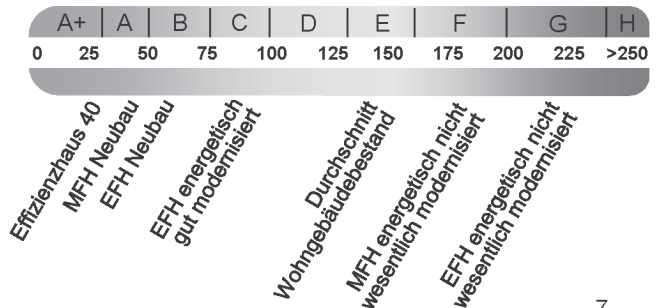 A+ A B C D E F G H
0 25 50 75 100 125 150 175 200 225 >250
Effizienzhaus 40
MFH Neubau
EFH Neubau
EFH energetisch
gut modernisiert
Durchschnitt
Wohngebäudebestand
MFH energetisch nicht
wesentlich modernisiert
EFH energetisch nicht
wesentlich modernisiert
7